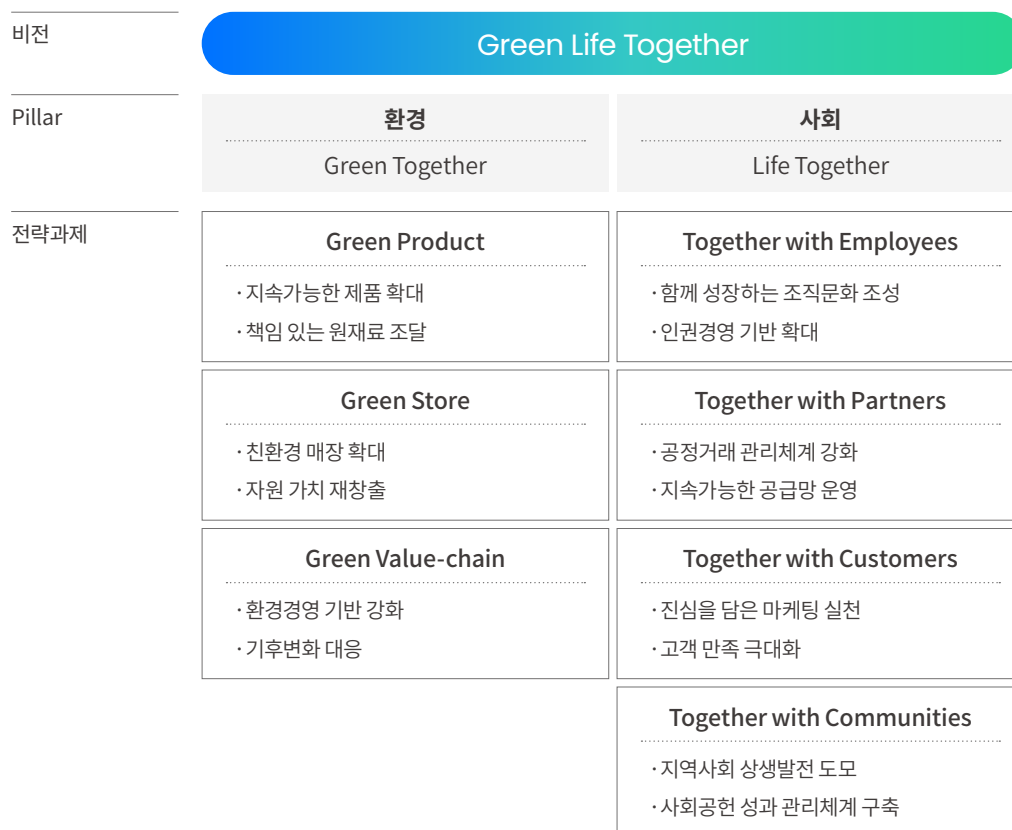 비전
Green Life Together
Pillar
환경
Green Together
사회
Life Together
전략과제
Green Product
·지속가능한 제품 확대
·책임 있는 원재료 조달
Together with Employees
·함께 성장하는 조직문화 조성
·인권경영 기반 확대
Green Store
·친환경 매장 확대
·자원 가치 재창출
Together with Partners
·공정거래 관리체계 강화
·지속가능한 공급망 운영
Green Value-chain
·환경경영 기반 강화
·기후변화 대응
Together with Customers
·진심을 담은 마케팅 실천
·고객 만족 극대화
Together with Communities
·지역사회 상생발전 도모
·사회공헌 성과 관리체계 구축